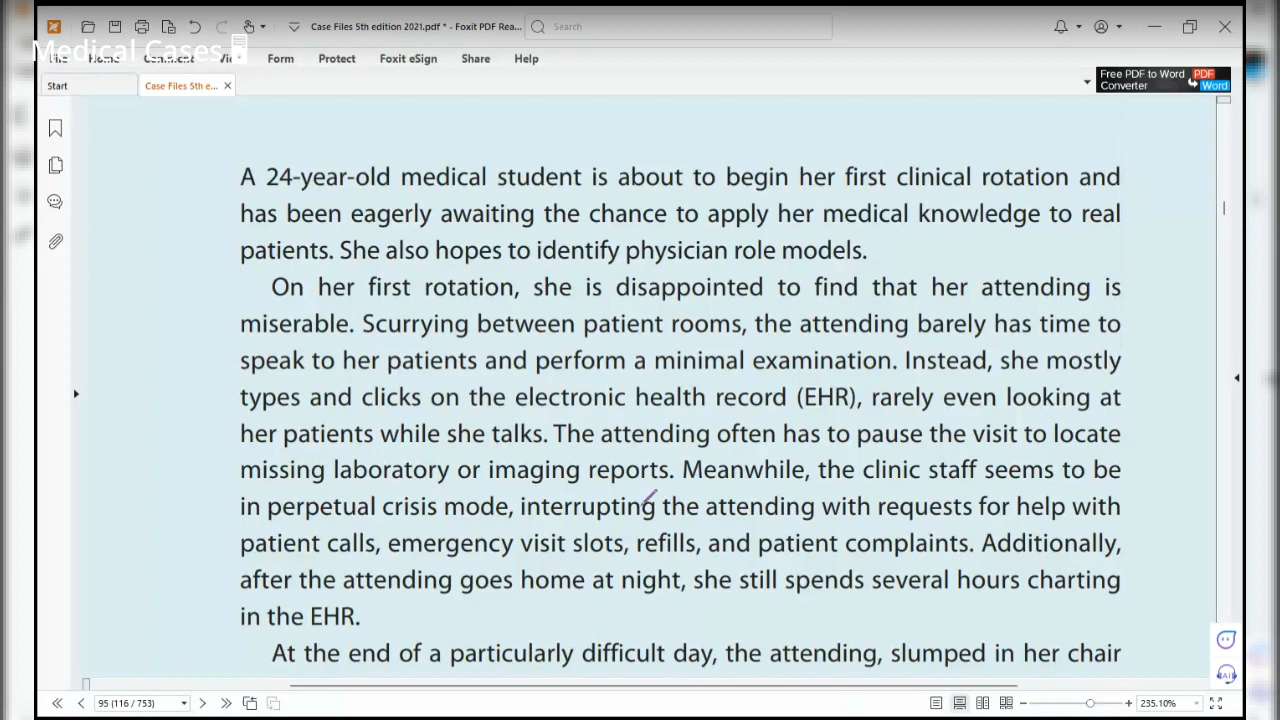 Case Files 5th edition 2021.pdf * - Foxit PDF Rea...
Search
Medical Cases
File Home Comment View Form Protect Foxit eSign Share Help
Start
Case Files 5th e...
Free PDF to Word PDF
Converter Word
A 24-year-old medical student is about to begin her first clinical rotation and
has been eagerly awaiting the chance to apply her medical knowledge to real
patients. She also hopes to identify physician role models.
On her first rotation, she is disappointed to find that her attending is
miserable. Scurrying between patient rooms, the attending barely has time to
speak to her patients and perform a minimal examination. Instead, she mostly
types and clicks on the electronic health record (EHR), rarely even looking at
her patients while she talks. The attending often has to pause the visit to locate
missing laboratory or imaging reports. Meanwhile, the clinic staff seems to be
in perpetual crisis mode, interrupting the attending with requests for help with
patient calls, emergency visit slots, refills, and patient complaints. Additionally,
after the attending goes home at night, she still spends several hours charting
in the EHR.
At the end of a particularly difficult day, the attending, slumped in her chair
95 (116 / 753)
235.10%